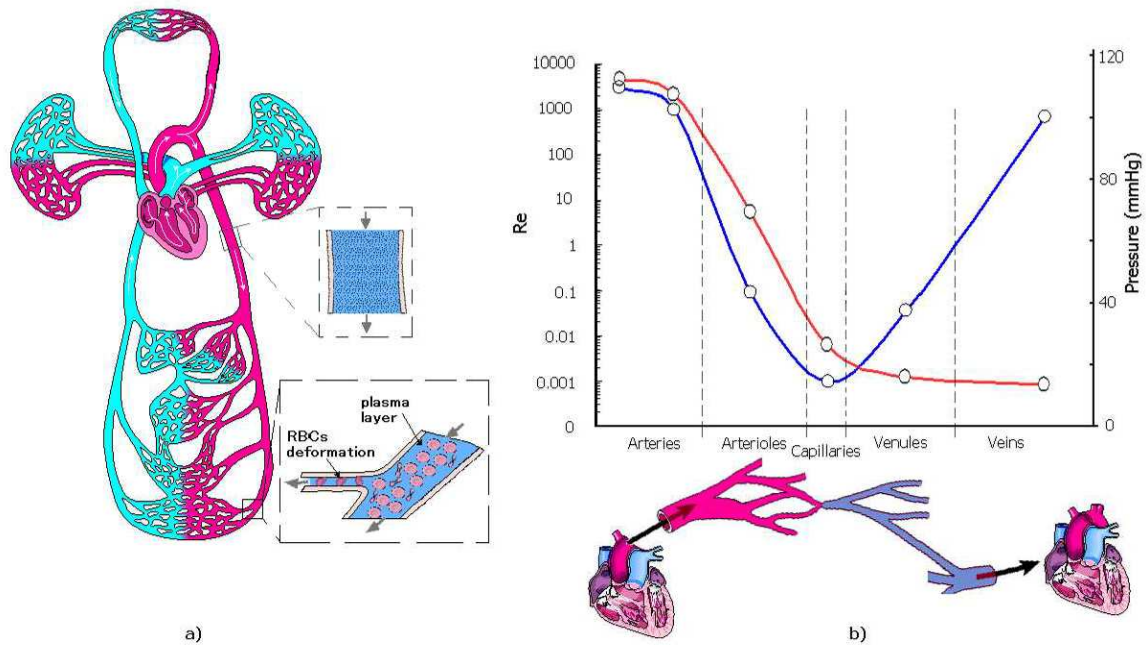 plasma
layer
RBCs
deformation
a)
Re
10000
1000
100
10
1
0.1
0.01
0.001
0
120
80
40
0
Pressure (mmHg)
Arteries
Arterioles
Capillaries
Venules
Veins
b)